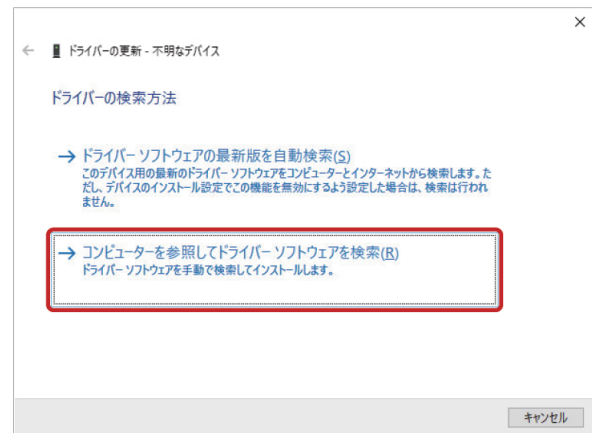 ドライバーの更新 - 不明なデバイス
ドライバーの検索方法
ドライバー ソフトウェアの最新版を自動検索(S)
このデバイス用の最新のドライバー ソフトウェアをコンピューターとインターネットから検索します。た
だし、デバイスのインストール設定でこの機能を無効にするよう設定した場合は、検索は行われ
ません。
コンピューターを参照してドライバー ソフトウェアを検索(R)
ドライバー ソフトウェアを手動で検索してインストールします。
キャンセル